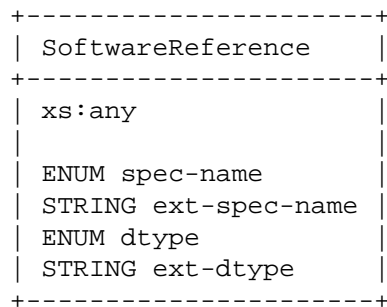 +----------------------+
| SoftwareReference    |
+----------------------+
| xs:any               |
|                      |
| ENUM spec-name       |
| STRING ext-spec-name |
| ENUM dtype           |
| STRING ext-dtype     |
+----------------------+